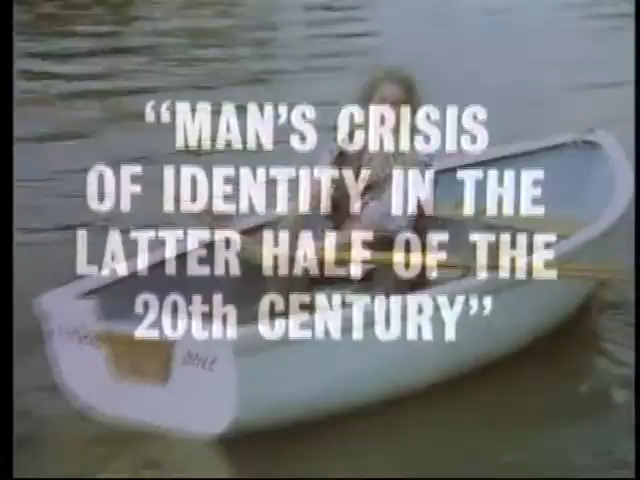 “MAN'S CRISIS
OF IDENTITY IN THE
LATTER HALF OF THE
20th CENTURY”